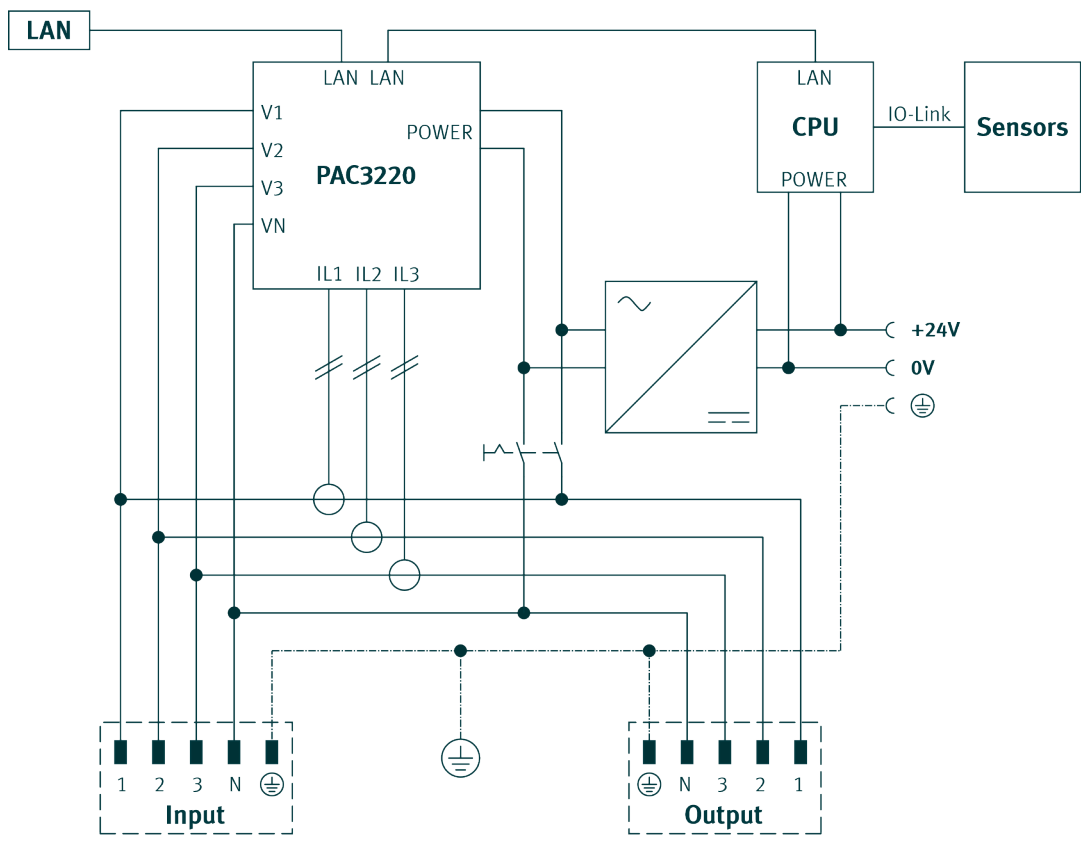 LAN
LAN LAN
LAN
V1
POWER
CPU
IO-Link
Sensors
V2
PAC3220
V3
POWER
VN
IL1 IL2 IL3
+24V
0V
1 2 3 N
Input
N 3 2 1
Output